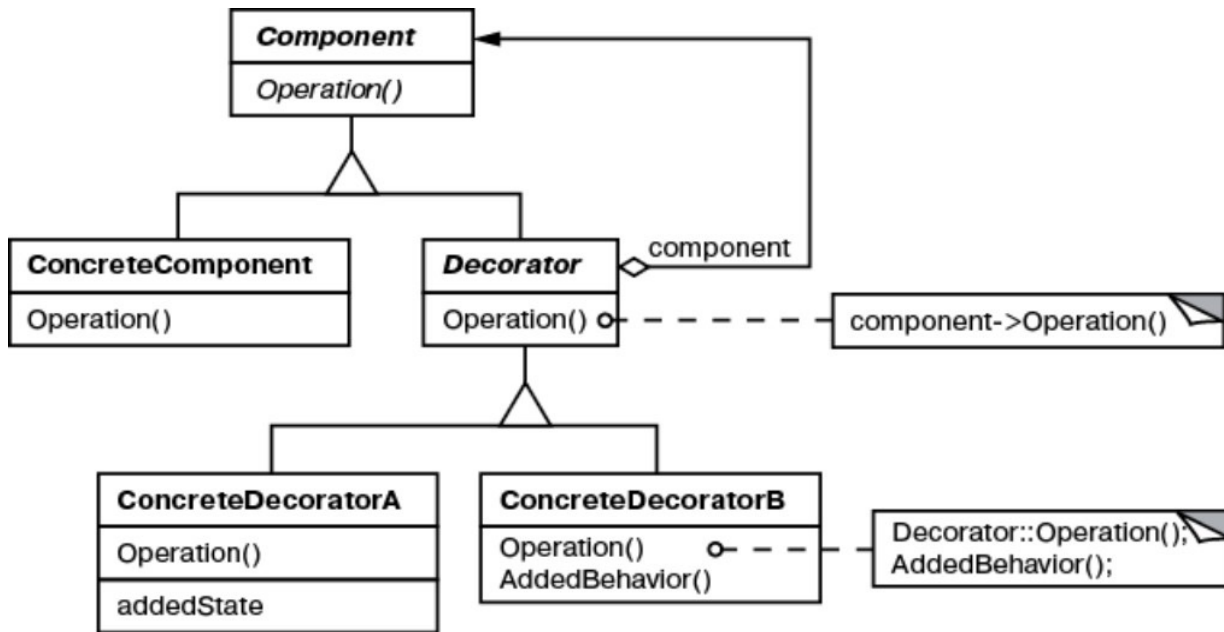 Component
Operation()
ConcreteComponent
Operation()
Decorator
Operation()
component
component->Operation()
ConcreteDecoratorA
Operation()
addedState
ConcreteDecoratorB
Operation()
AddedBehavior()
Decorator::Operation();
AddedBehavior();